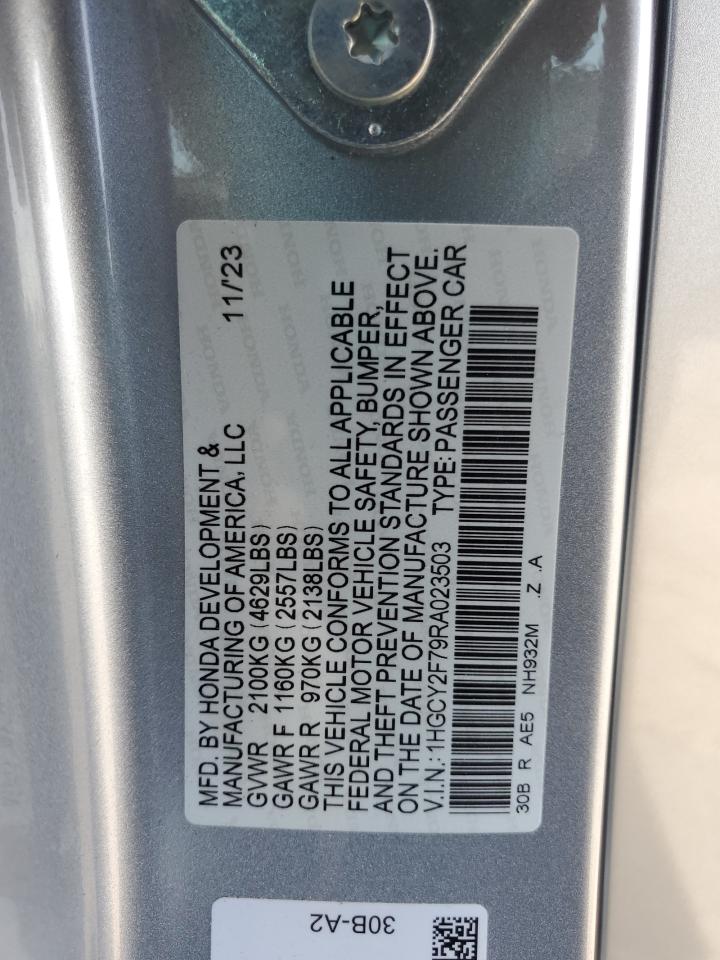 MFD. BY HONDA DEVELOPMENT &
MANUFACTURING OF AMERICA, LLC 11/'23
GVWR 2100KG (4629LBS)
GAWR F 1160KG (2557LBS)
GAWR R 970KG (2138LBS)
THIS VEHICLE CONFORMS TO ALL APPLICABLE
FEDERAL MOTOR VEHICLE SAFETY, BUMPER,
AND THEFT PREVENTION STANDARDS IN EFFECT
ON THE DATE OF MANUFACTURE SHOWN ABOVE.
V.I.N.: 1HGCY2F79RA023503 TYPE: PASSENGER CAR
30B R AE5 NH932M .Z .A
30B-A2